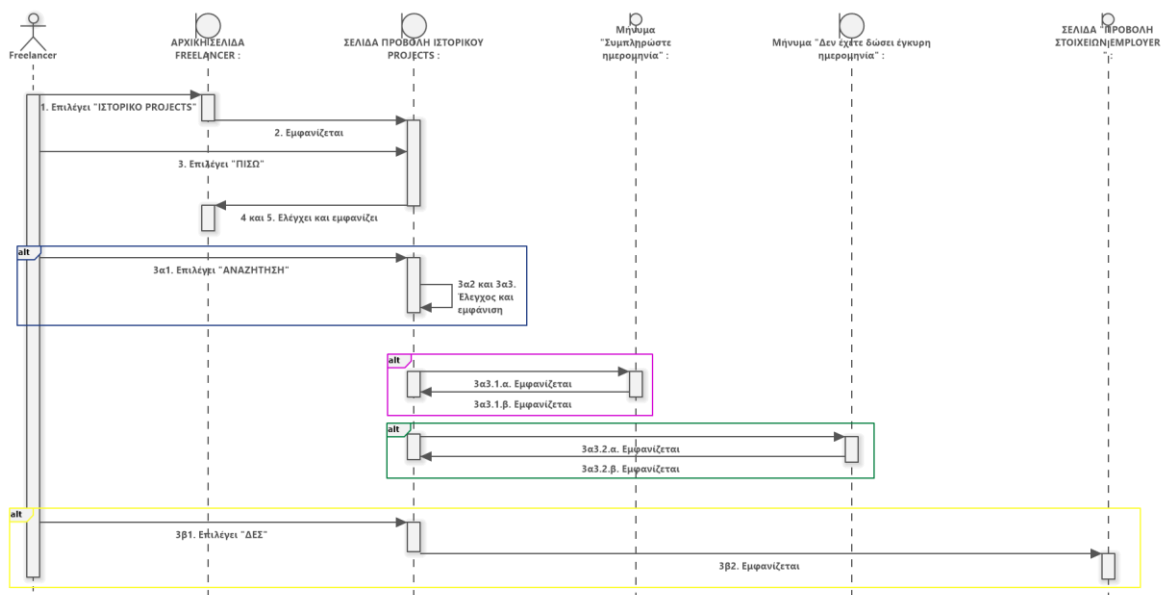 Freelancer
ΑΡΧΙΚΗ ΣΕΛΙΔΑ
FREELANCER :
ΣΕΛΙΔΑ ΠΡΟΒΟΛΗ ΙΣΤΟΡΙΚΟΥ
PROJECTS :
Μήνυμα
"Συμπληρώστε
ημερομηνία" :
Μήνυμα "Δεν έχετε δώσει έγκυρη
ημερομηνία" :
ΣΕΛΙΔΑ "ΠΡΟΒΟΛΗ
ΣΤΟΙΧΕΙΩΝ EMPLOYER
" :
1. Επιλέγει "ΙΣΤΟΡΙΚΟ PROJECTS"
2. Εμφανίζεται
3. Επιλέγει "ΠΙΣΩ"
4 και 5. Ελέγχει και εμφανίζει
alt
3α1. Επιλέγει "ΑΝΑΖΗΤΗΣΗ"
3α2 και 3α3.
Έλεγχος και
εμφάνιση
alt
3α3.1.α. Εμφανίζεται
3α3.1.β. Εμφανίζεται
alt
3α3.2.α. Εμφανίζεται
3α3.2.β. Εμφανίζεται
alt
3β1. Επιλέγει "ΔΕΣ"
3β2. Εμφανίζεται